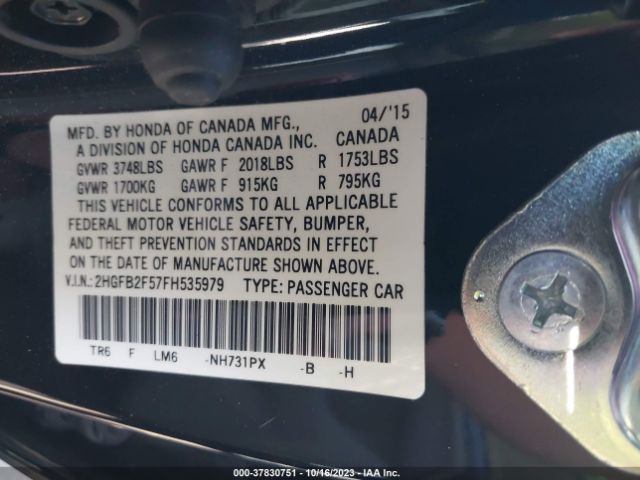 04/'15
MFD. BY HONDA OF CANADA MFG.,
A DIVISION OF HONDA CANADA INC. CANADA
GVWR 3748LBS GAWR F 2018LBS R 1753LBS
GVWR 1700KG GAWR F 915KG R 795KG
THIS VEHICLE CONFORMS TO ALL APPLICABLE
FEDERAL MOTOR VEHICLE SAFETY, BUMPER,
AND THEFT PREVENTION STANDARDS IN EFFECT
ON THE DATE OF MANUFACTURE SHOWN ABOVE.
V.I.N.: 2HGFB2F57FH535979 TYPE: PASSENGER CAR
TR6 F LM6 -NH731PX -B -H
000-37830751 | 10/16/2023 | IAA Inc.